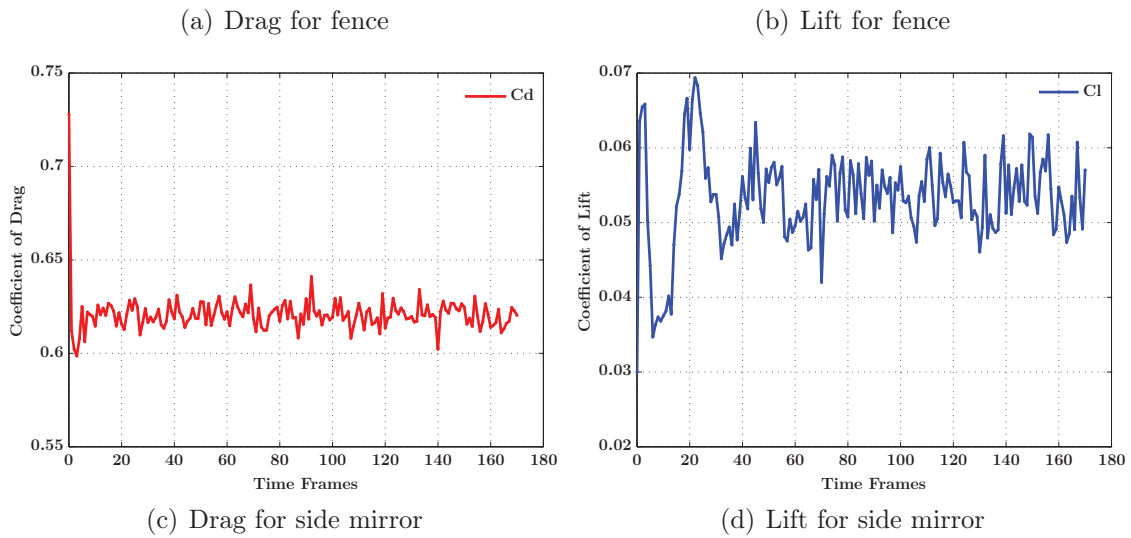 (a) Drag for fence
(b) Lift for fence
0.75
0.7
0.65
0.6
0.55
Coefficient of Drag
Cd
0 20 40 60 80 100 120 140 160 180
Time Frames
(c) Drag for side mirror
0.07
0.06
0.05
0.04
0.03
0.02
Coefficient of Lift
Cl
0 20 40 60 80 100 120 140 160 180
Time Frames
(d) Lift for side mirror